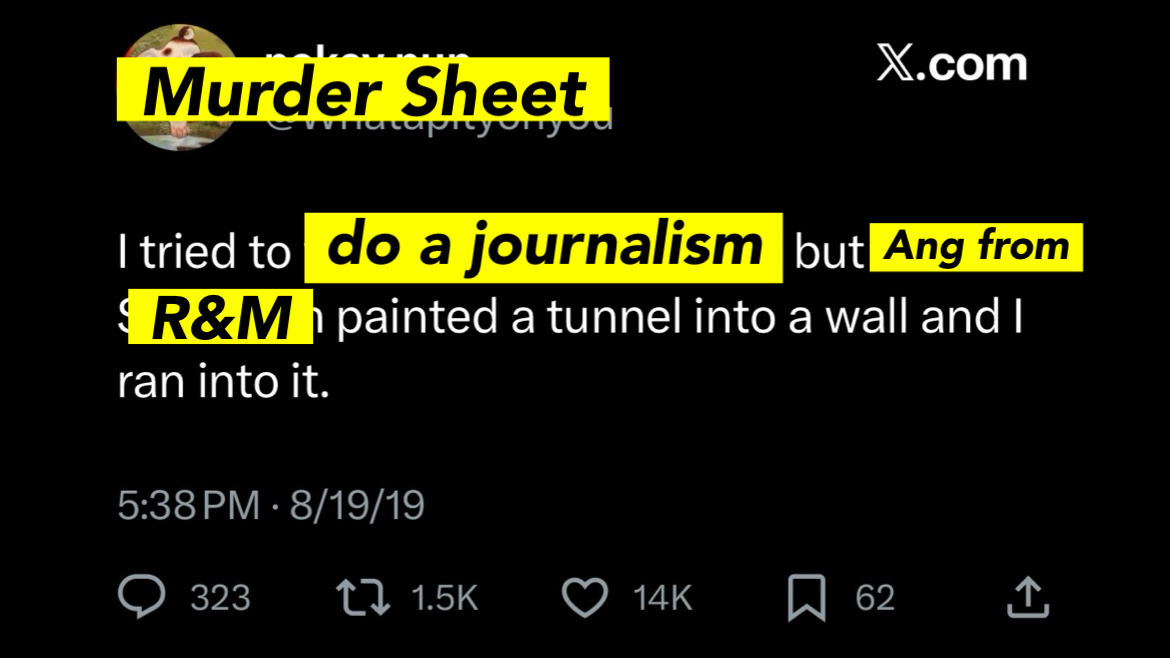 Murder Sheet
X.com
I tried to do a journalism but Ang from
R&M painted a tunnel into a wall and I
ran into it.
5:38 PM · 8/19/19
323 1.5K 14K 62